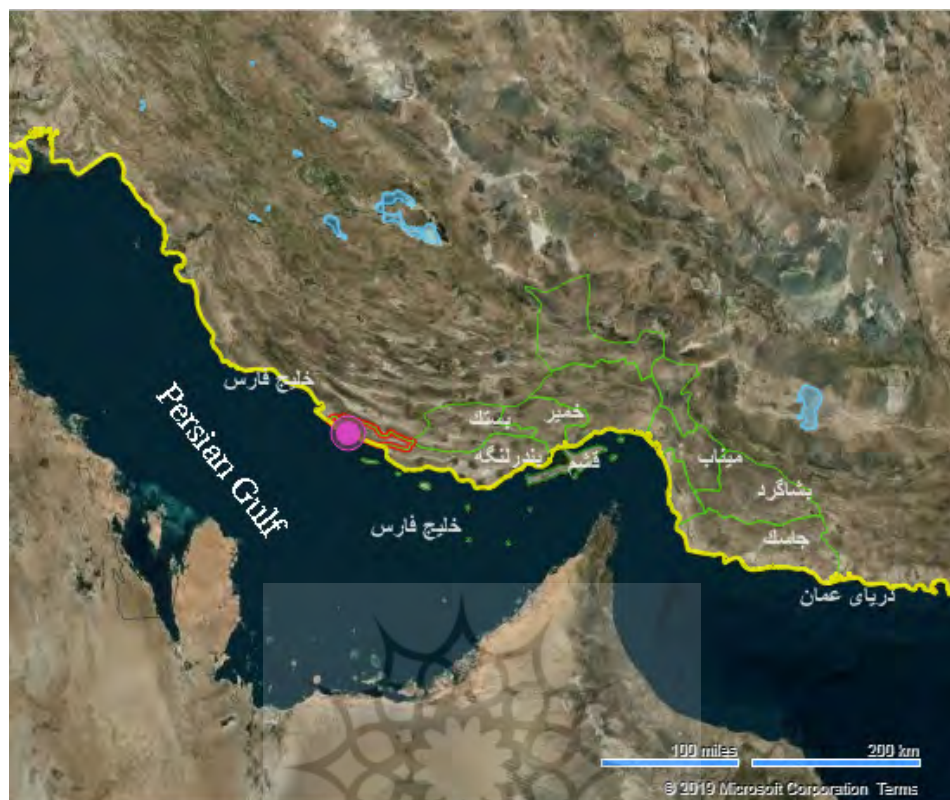 خلیج فارس
Persian Gulf
بستک
خمیر
بندرلنگه
قشم
میناب
بشاگرد
خلیج فارس
جاسک
دریای عمان
100 miles
200 km
© 2019 Microsoft Corporation Terms